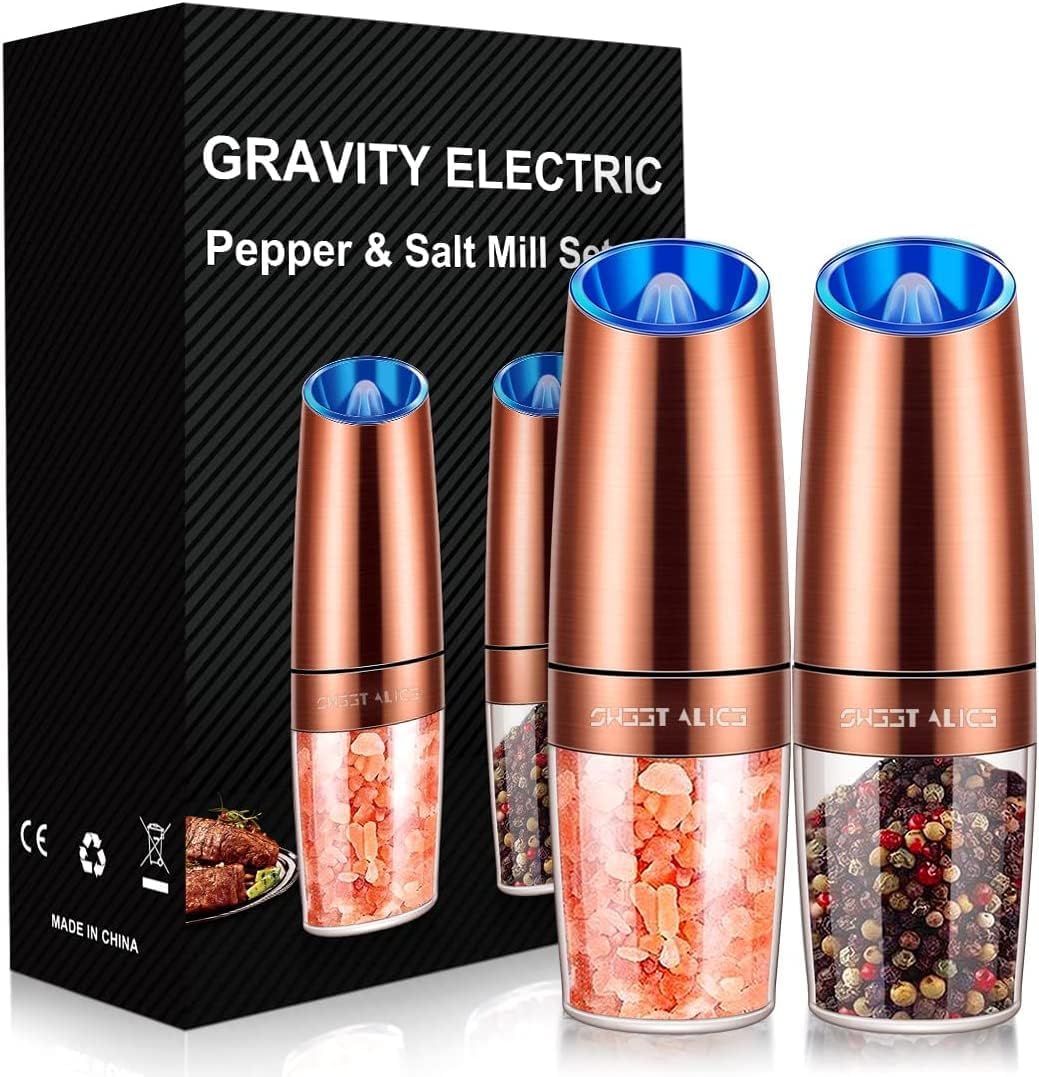 GRAVITY ELECTRIC
Pepper & Salt Mill Set
SWEET ALICE
SWEET ALICE
SWEET ALICE
CE
MADE IN CHINA